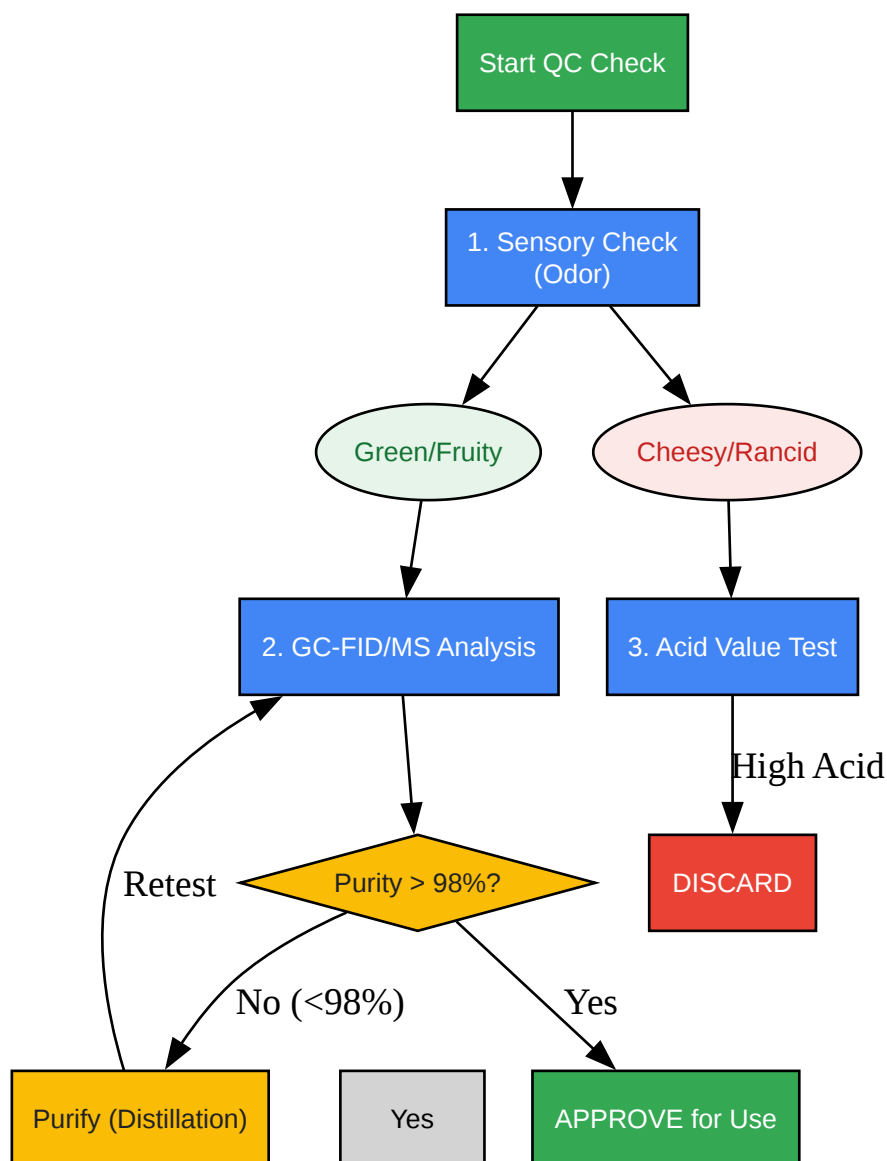 Start QC Check
1. Sensory Check
(Odor)
Green/Fruity
Cheesy/Rancid
2. GC-FID/MS Analysis
3. Acid Value Test
High Acid
Retest
Purity > 98%?
DISCARD
No (<98%)
Yes
Purify (Distillation)
Yes
APPROVE for Use